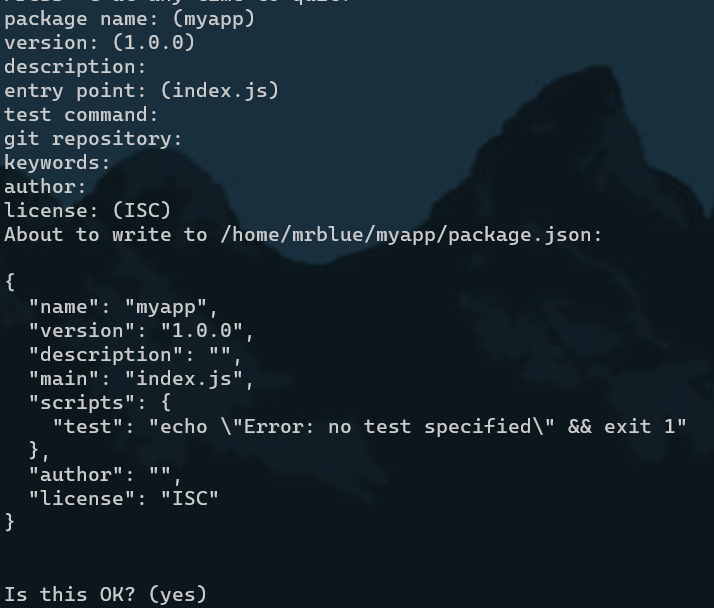 package name: (myapp)
version: (1.0.0)
description:
entry point: (index.js)
test command:
git repository:
keywords:
author:
license: (ISC)
About to write to /home/mrblue/myapp/package.json:
{
  "name": "myapp",
  "version": "1.0.0",
  "description": "",
  "main": "index.js",
  "scripts": {
    "test": "echo \"Error: no test specified\" && exit 1"
  },
  "author": "",
  "license": "ISC"
}
Is this OK? (yes)